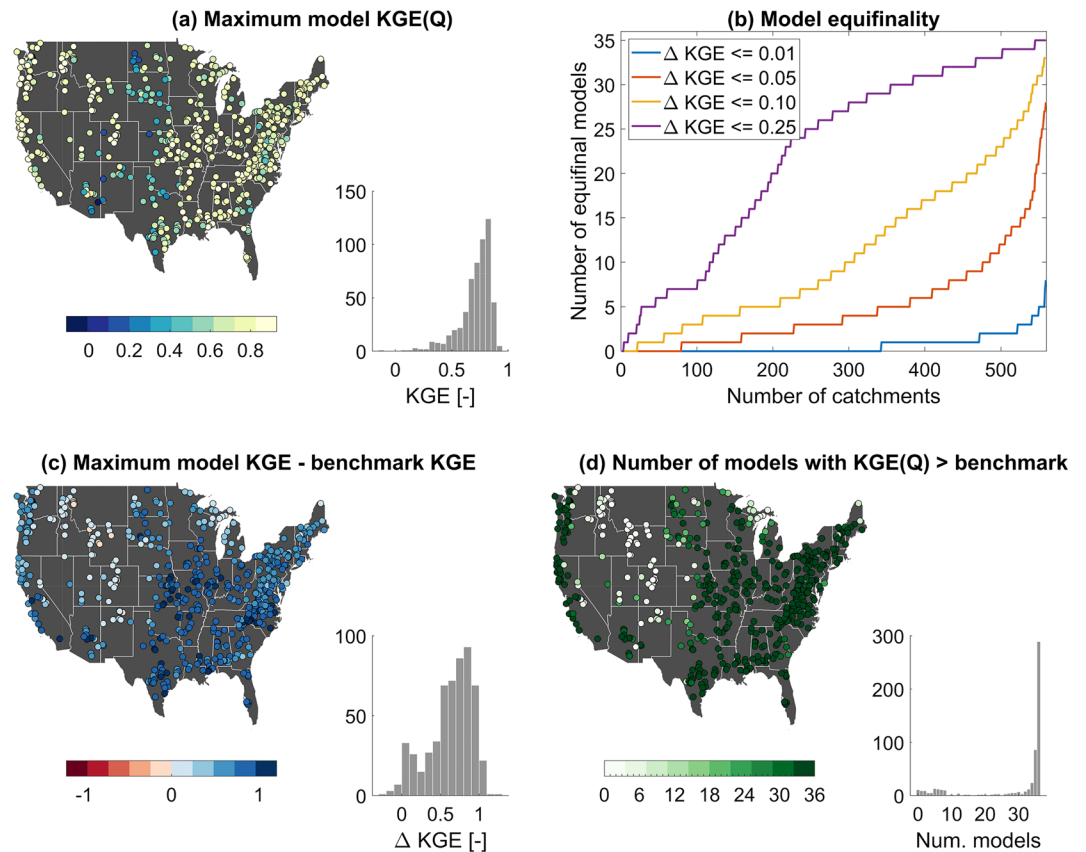 (a) Maximum model KGE(Q)
0 0.2 0.4 0.6 0.8
150
100
50
0
0 0.5 1
KGE [-]
(b) Model equifinality
Δ KGE <= 0.01
Δ KGE <= 0.05
Δ KGE <= 0.10
Δ KGE <= 0.25
Number of equifinal models
35
30
25
20
15
10
5
0
0 100 200 300 400 500
Number of catchments
(c) Maximum model KGE - benchmark KGE
-1 0 1
100
50
0
0 0.5 1
Δ KGE [-]
(d) Number of models with KGE(Q) > benchmark
0 6 12 18 24 30 36
300
200
100
0
0 10 20 30
Num. models